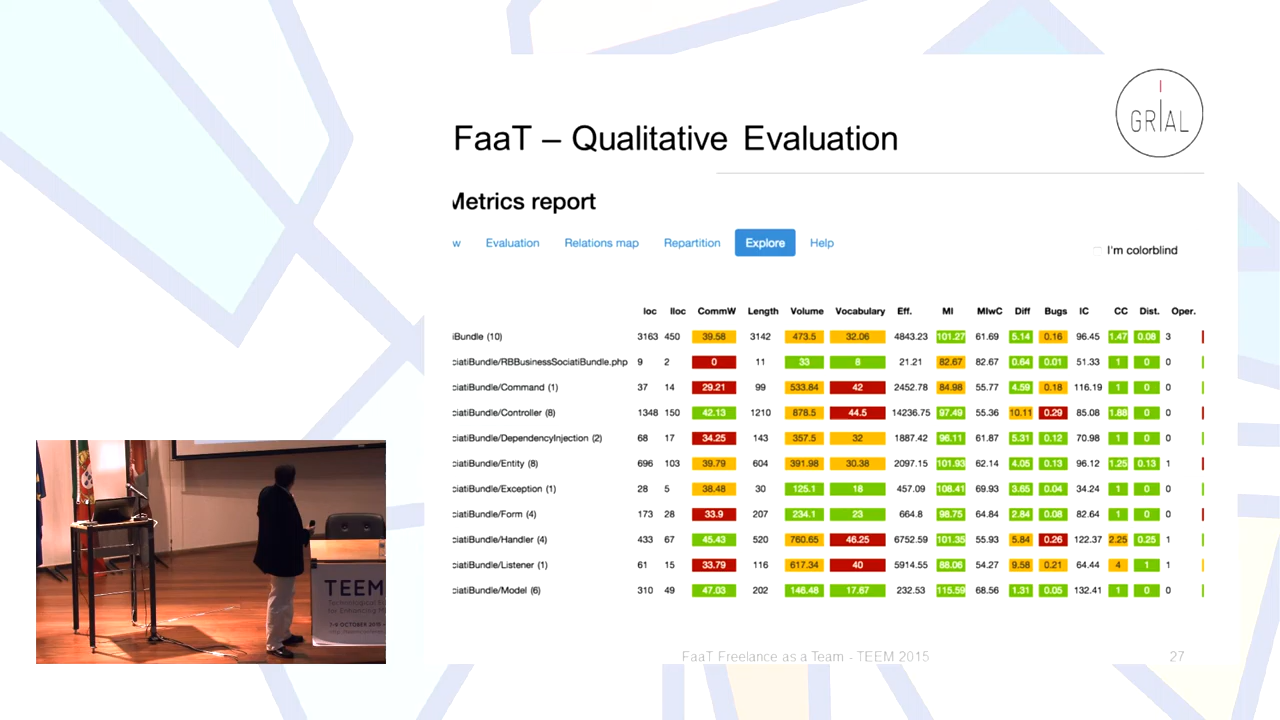 GRIAL
FaaT – Qualitative Evaluation
Metrics report
w Evaluation Relations map Repartition Explore Help
I'm colorblind
loc lloc CommW Length Volume Vocabulary Eff. MI MIwC Diff Bugs IC CC Dist. Oper.
iBundle (10) 3163 450 39.58 3142 473.5 32.06 4843.23 101.27 61.69 5.14 0.16 96.45 1.47 0.08 3
ciatiBundle/RBBusinessSociatiBundle.php 9 2 0 11 33 8 21.21 82.67 82.67 0.64 0.01 51.33 1 0 0
ciatiBundle/Command (1) 37 14 29.21 99 533.84 42 2452.78 84.98 55.77 4.59 0.18 116.19 1 0 0
ciatiBundle/Controller (8) 1348 150 42.13 1210 878.5 44.5 14236.75 97.49 55.36 10.11 0.29 85.08 1.88 0 0
ciatiBundle/DependencyInjection (2) 68 17 34.25 143 357.5 32 1887.42 96.11 61.87 5.31 0.12 70.98 1 0 0
ciatiBundle/Entity (8) 696 103 39.79 604 391.98 30.38 2097.15 101.93 62.14 4.05 0.13 96.12 1.25 0.13 1
ciatiBundle/Exception (1) 28 5 38.48 30 125.1 18 457.09 108.41 69.93 3.65 0.04 34.24 1 0 0
ciatiBundle/Form (4) 173 28 33.9 207 234.1 23 664.8 98.75 64.84 2.84 0.08 82.64 1 0 0
ciatiBundle/Handler (4) 433 67 45.43 520 760.65 46.25 6752.59 101.35 55.93 5.84 0.26 122.37 2.25 0.25 1
ciatiBundle/Listener (1) 61 15 33.79 116 617.34 40 5914.55 88.06 54.27 9.58 0.21 64.44 4 1 1
ciatiBundle/Model (6) 310 49 47.03 202 146.48 17.67 232.53 115.59 68.56 1.31 0.05 132.41 1 0 0
TEEM
FaaT Freelance as a Team - TEEM 2015
27